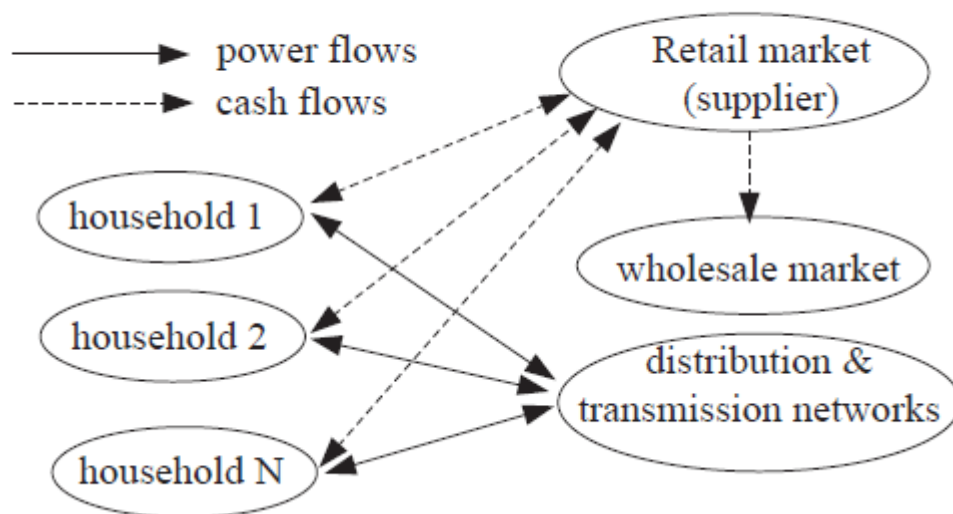 power flows
cash flows
Retail market
(supplier)
household 1
wholesale market
household 2
distribution &
transmission networks
household N